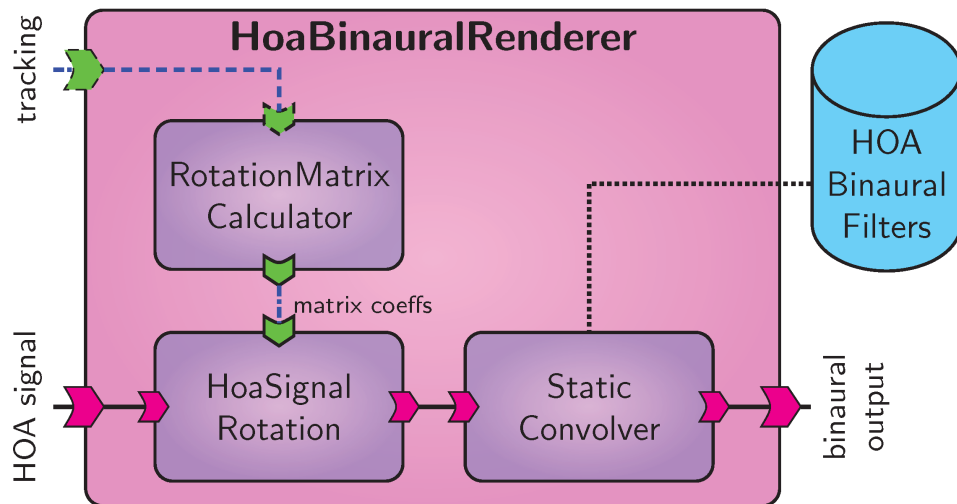 HoaBinauralRenderer
tracking
RotationMatrix
Calculator
HOA
Binaural
Filters
matrix coeffs
HOA signal
HoaSignal
Rotation
Static
Convolver
binaural
output